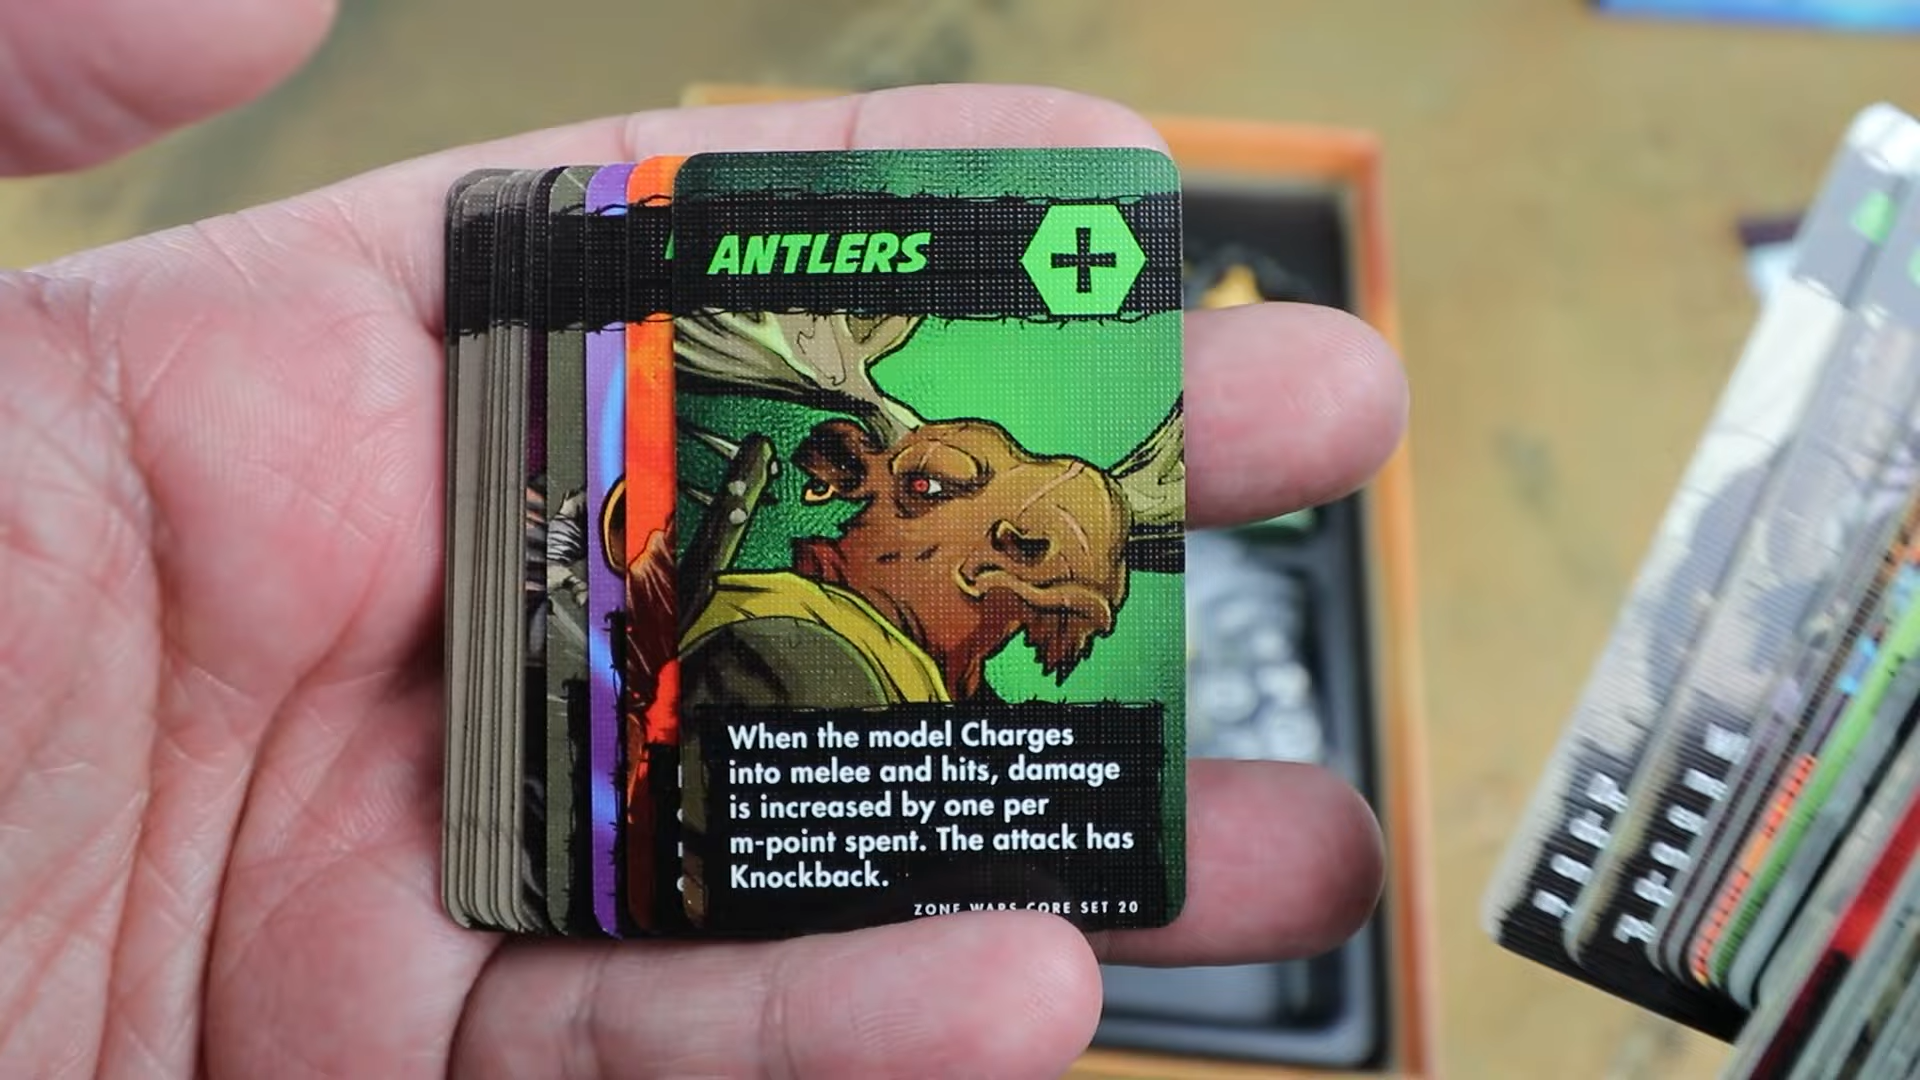 ANTLERS
When the model Charges
into melee and hits, damage
is increased by one per
m-point spent. The attack has
Knockback.
ZONE WARS CORE SET 20